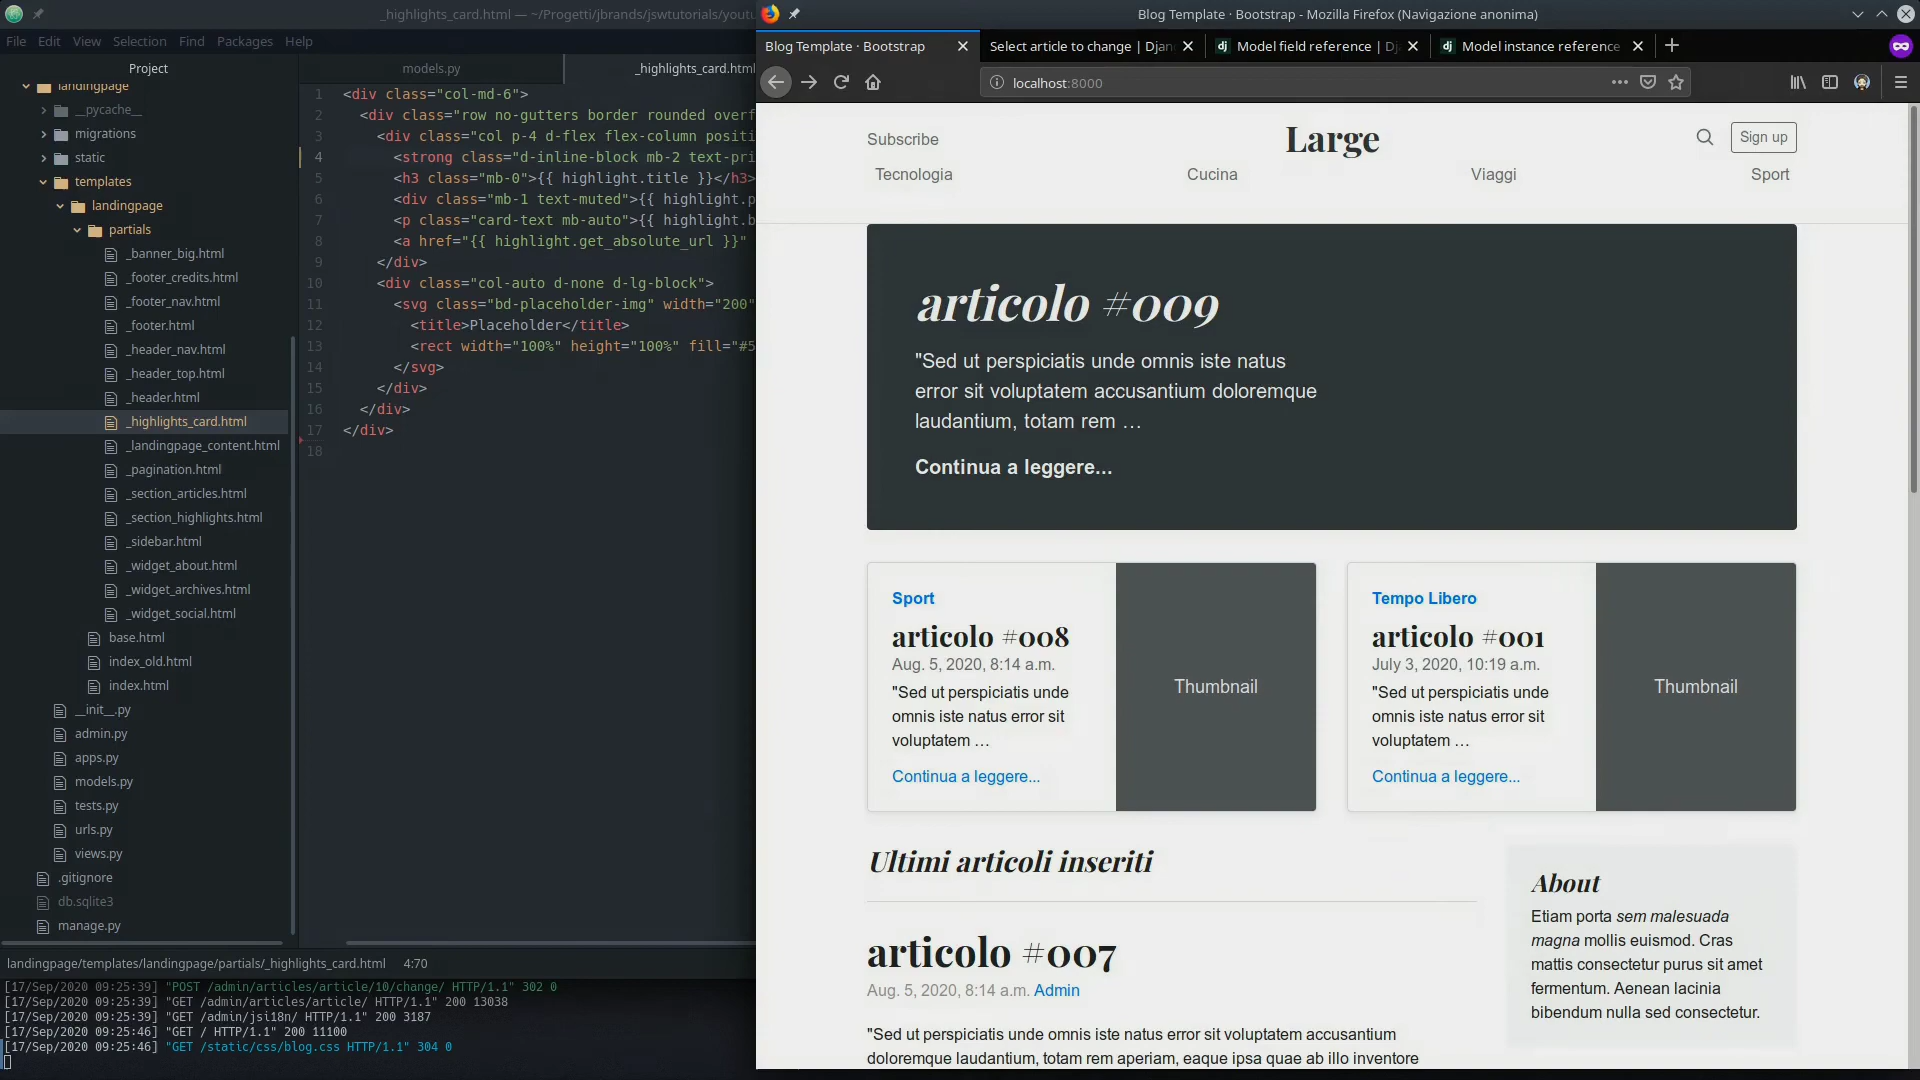 _highlights_card.html — ~/Progetti/jbrands/jswtutorials/youtu
File Edit View Selection Find Packages Help
Project
landingpage
__pycache__
migrations
static
templates
landingpage
partials
_banner_big.html
_footer_credits.html
_footer_nav.html
_footer.html
_header_nav.html
_header_top.html
_header.html
_highlights_card.html
_landingpage_content.html
_pagination.html
_section_articles.html
_section_highlights.html
_sidebar.html
_widget_about.html
_widget_archives.html
_widget_social.html
base.html
index_old.html
index.html
__init__.py
admin.py
apps.py
models.py
tests.py
urls.py
views.py
.gitignore
db.sqlite3
manage.py
models.py
_highlights_card.html
1 <div class="col-md-6">
2 <div class="row no-gutters border rounded overf
3 <div class="col p-4 d-flex flex-column positi
4 <strong class="d-inline-block mb-2 text-pri
5 <h3 class="mb-0">{{ highlight.title }}</h3>
6 <div class="mb-1 text-muted">{{ highlight.p
7 <p class="card-text mb-auto">{{ highlight.b
8 <a href="{{ highlight.get_absolute_url }}"
9 </div>
10 <div class="col-auto d-none d-lg-block">
11 <svg class="bd-placeholder-img" width="200"
12 <title>Placeholder</title>
13 <rect width="100%" height="100%" fill="#5
14 </svg>
15 </div>
16 </div>
17 </div>
18
landingpage/templates/landingpage/partials/_highlights_card.html 4:70
[17/Sep/2020 09:25:39] "POST /admin/articles/article/10/change/ HTTP/1.1" 302 0
[17/Sep/2020 09:25:39] "GET /admin/articles/article/ HTTP/1.1" 200 13038
[17/Sep/2020 09:25:39] "GET /admin/jsi18n/ HTTP/1.1" 200 3187
[17/Sep/2020 09:25:46] "GET / HTTP/1.1" 200 11100
[17/Sep/2020 09:25:46] "GET /static/css/blog.css HTTP/1.1" 304 0
Blog Template · Bootstrap - Mozilla Firefox (Navigazione anonima)
Blog Template · Bootstrap
Select article to change | Djan
dj Model field reference | Dj
dj Model instance reference
localhost:8000
Subscribe
Large
Sign up
Tecnologia Cucina Viaggi Sport
articolo #009
"Sed ut perspiciatis unde omnis iste natus
error sit voluptatem accusantium doloremque
laudantium, totam rem …
Continua a leggere...
Sport
articolo #008
Aug. 5, 2020, 8:14 a.m.
"Sed ut perspiciatis unde
omnis iste natus error sit
voluptatem …
Continua a leggere...
Thumbnail
Tempo Libero
articolo #001
July 3, 2020, 10:19 a.m.
"Sed ut perspiciatis unde
omnis iste natus error sit
voluptatem …
Continua a leggere...
Thumbnail
Ultimi articoli inseriti
articolo #007
Aug. 5, 2020, 8:14 a.m. Admin
"Sed ut perspiciatis unde omnis iste natus error sit voluptatem accusantium
doloremque laudantium, totam rem aperiam, eaque ipsa quae ab illo inventore
About
Etiam porta sem malesuada
magna mollis euismod. Cras
mattis consectetur purus sit amet
fermentum. Aenean lacinia
bibendum nulla sed consectetur.